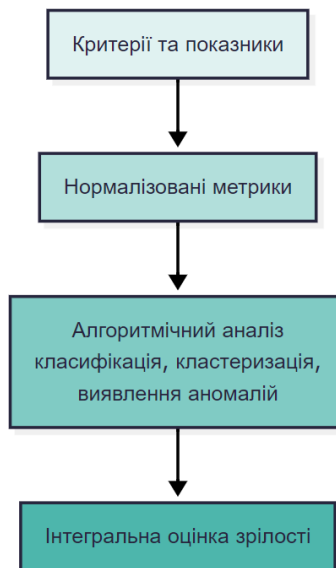 Критерії та показники
Нормалізовані метрики
Алгоритмічний аналіз
класифікація, кластеризація,
виявлення аномалій
Інтегральна оцінка зрілості